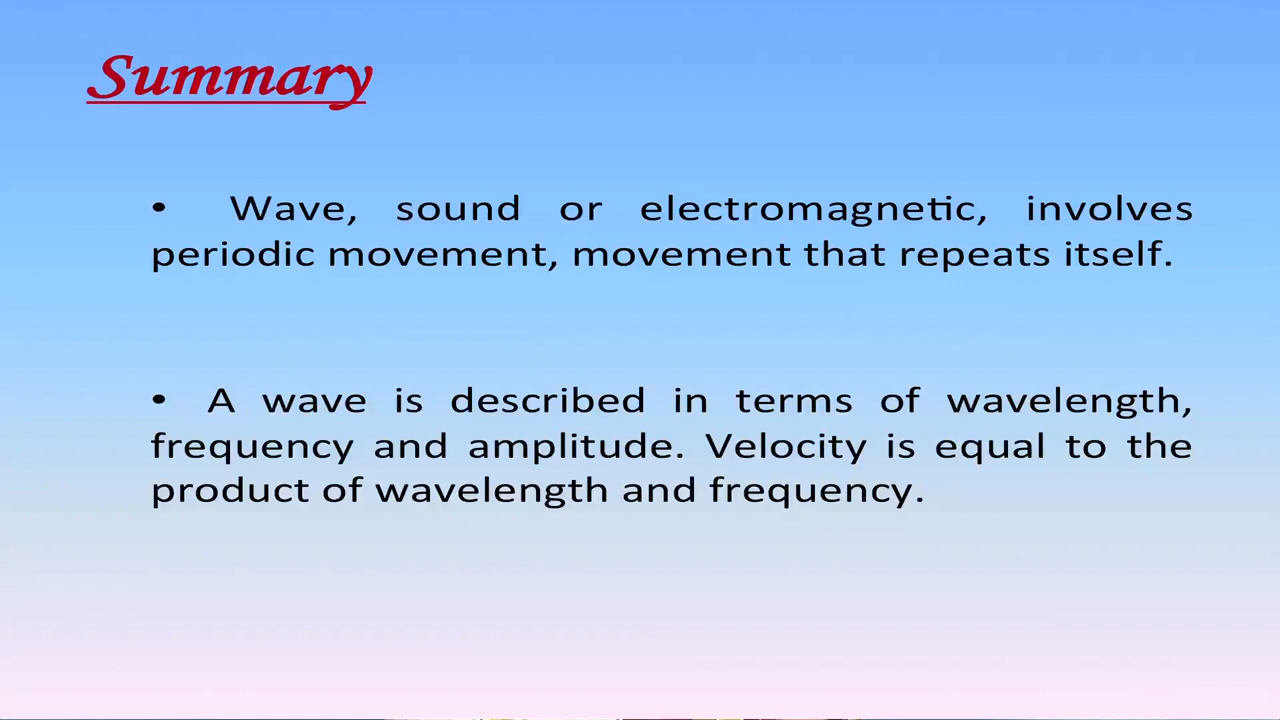 Summary
• Wave, sound or electromagnetic, involves
periodic movement, movement that repeats itself.
• A wave is described in terms of wavelength,
frequency and amplitude. Velocity is equal to the
product of wavelength and frequency.